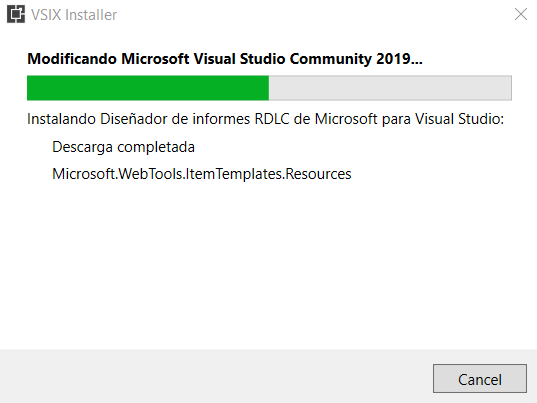 VSIX Installer
Modificando Microsoft Visual Studio Community 2019...
Instalando Diseñador de informes RDLC de Microsoft para Visual Studio:
Descarga completada
Microsoft.WebTools.ItemTemplates.Resources
Cancel